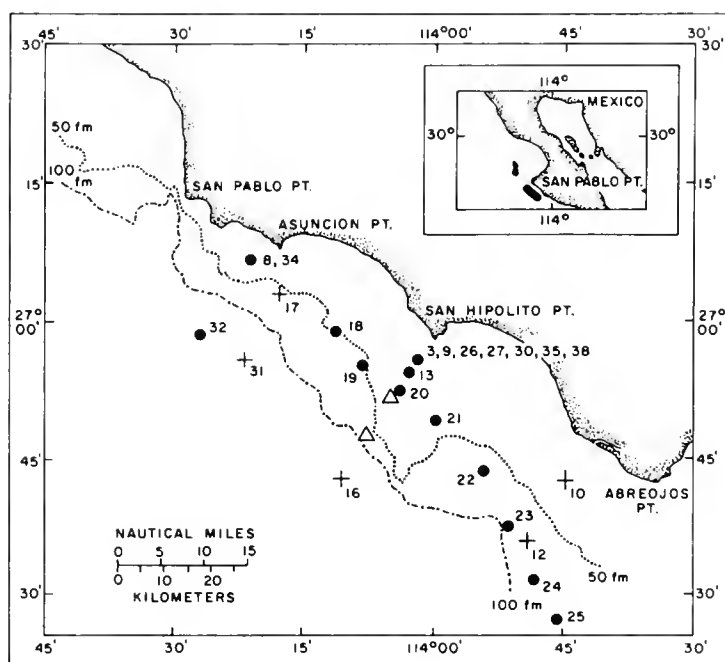 30' 15' 114°00' 45' 30'
30'
30'
114°
MEXICO
30°
30°
SAN PABLO PT.
114°
50 fm
100 fm
15'
15'
SAN PABLO PT.
ASUNCION PT.
8, 34
17
SAN HIPOLITO PT.
27°
00'
27°
00'
32
18
31
3,9, 26, 27, 30, 35, 38
19
13
20
21
45'
45'
16
22
10
ABREOJOS
PT.
NAUTICAL MILES
0 5 10 15
0 10 20
KILOMETERS
23
12
50 fm
24
100 fm
25
30'
30'
45' 30' 15' 114°00' 45' 30'